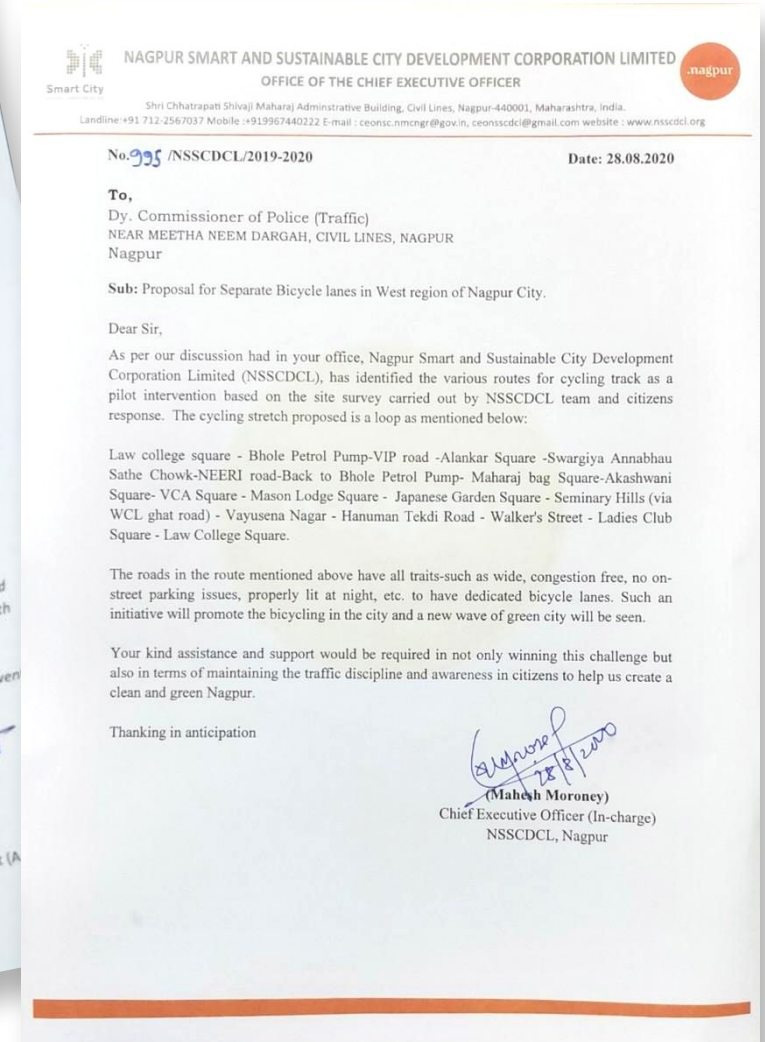 Smart City
NAGPUR SMART AND SUSTAINABLE CITY DEVELOPMENT CORPORATION LIMITED
OFFICE OF THE CHIEF EXECUTIVE OFFICER
.nagpur
Shri Chhatrapati Shivaji Maharaj Adminstrative Building, Civil Lines, Nagpur-440001, Maharashtra, India.
Landline:+91 712-2567037 Mobile :+919967440222 E-mail : ceonsc.nmcngr@gov.in, ceonsscdcl@gmail.com website : www.nsscdcl.org
No.995 /NSSCDCL/2019-2020 Date: 28.08.2020
To,
Dy. Commissioner of Police (Traffic)
NEAR MEETHA NEEM DARGAH, CIVIL LINES, NAGPUR
Nagpur
Sub: Proposal for Separate Bicycle lanes in West region of Nagpur City.
Dear Sir,
As per our discussion had in your office, Nagpur Smart and Sustainable City Development
Corporation Limited (NSSCDCL), has identified the various routes for cycling track as a
pilot intervention based on the site survey carried out by NSSCDCL team and citizens
response. The cycling stretch proposed is a loop as mentioned below:
Law college square - Bhole Petrol Pump-VIP road -Alankar Square -Swargiya Annabhau
Sathe Chowk-NEERI road-Back to Bhole Petrol Pump- Maharaj bag Square-Akashwani
Square- VCA Square - Mason Lodge Square - Japanese Garden Square - Seminary Hills (via
WCL ghat road) - Vayusena Nagar - Hanuman Tekdi Road - Walker's Street - Ladies Club
Square - Law College Square.
The roads in the route mentioned above have all traits-such as wide, congestion free, no on-
street parking issues, properly lit at night, etc. to have dedicated bicycle lanes. Such an
initiative will promote the bicycling in the city and a new wave of green city will be seen.
Your kind assistance and support would be required in not only winning this challenge but
also in terms of maintaining the traffic discipline and awareness in citizens to help us create a
clean and green Nagpur.
Thanking in anticipation
28/8/2020
(Mahesh Moroney)
Chief Executive Officer (In-charge)
NSSCDCL, Nagpur